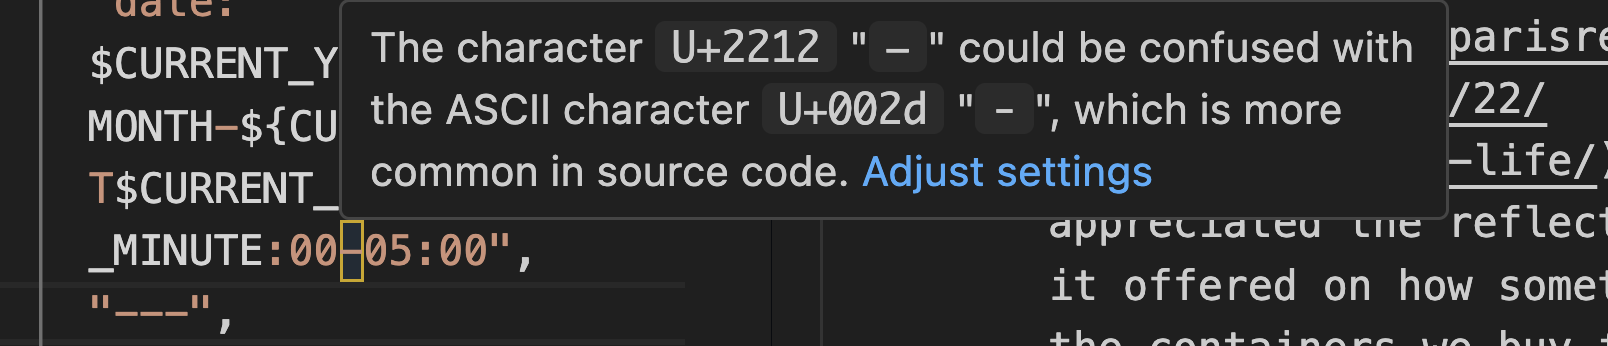 date:
$CURRENT_Y
MONTH-${CU
T$CURRENT_
_MINUTE:00−05:00",
"---",
The character U+2212 "−" could be confused with
the ASCII character U+002d "-", which is more
common in source code. Adjust settings
parisre
/22/
-life/)
appreciated the reflect
it offered on how somet
the containers we buy